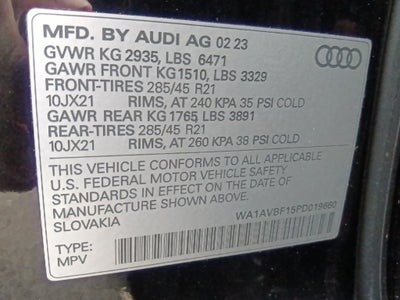 MFD. BY AUDI AG 02 23
GVWR KG 2935, LBS 6471
GAWR FRONT KG1510, LBS 3329
FRONT-TIRES 285/45 R21
10JX21 RIMS, AT 240 KPA 35 PSI COLD
GAWR REAR KG1765 LBS 3891
REAR-TIRES 285/45 R21
10JX21 RIMS, AT 260 KPA 38 PSI COLD
THIS VEHICLE CONFORMS TO ALL APPLICABLE
U.S. FEDERAL MOTOR VEHICLE SAFETY
STANDARDS IN EFFECT ON THE DATE OF
MANUFACTURE SHOWN ABOVE.
SLOVAKIA
WA1AVBF15PD019660
TYPE:
MPV